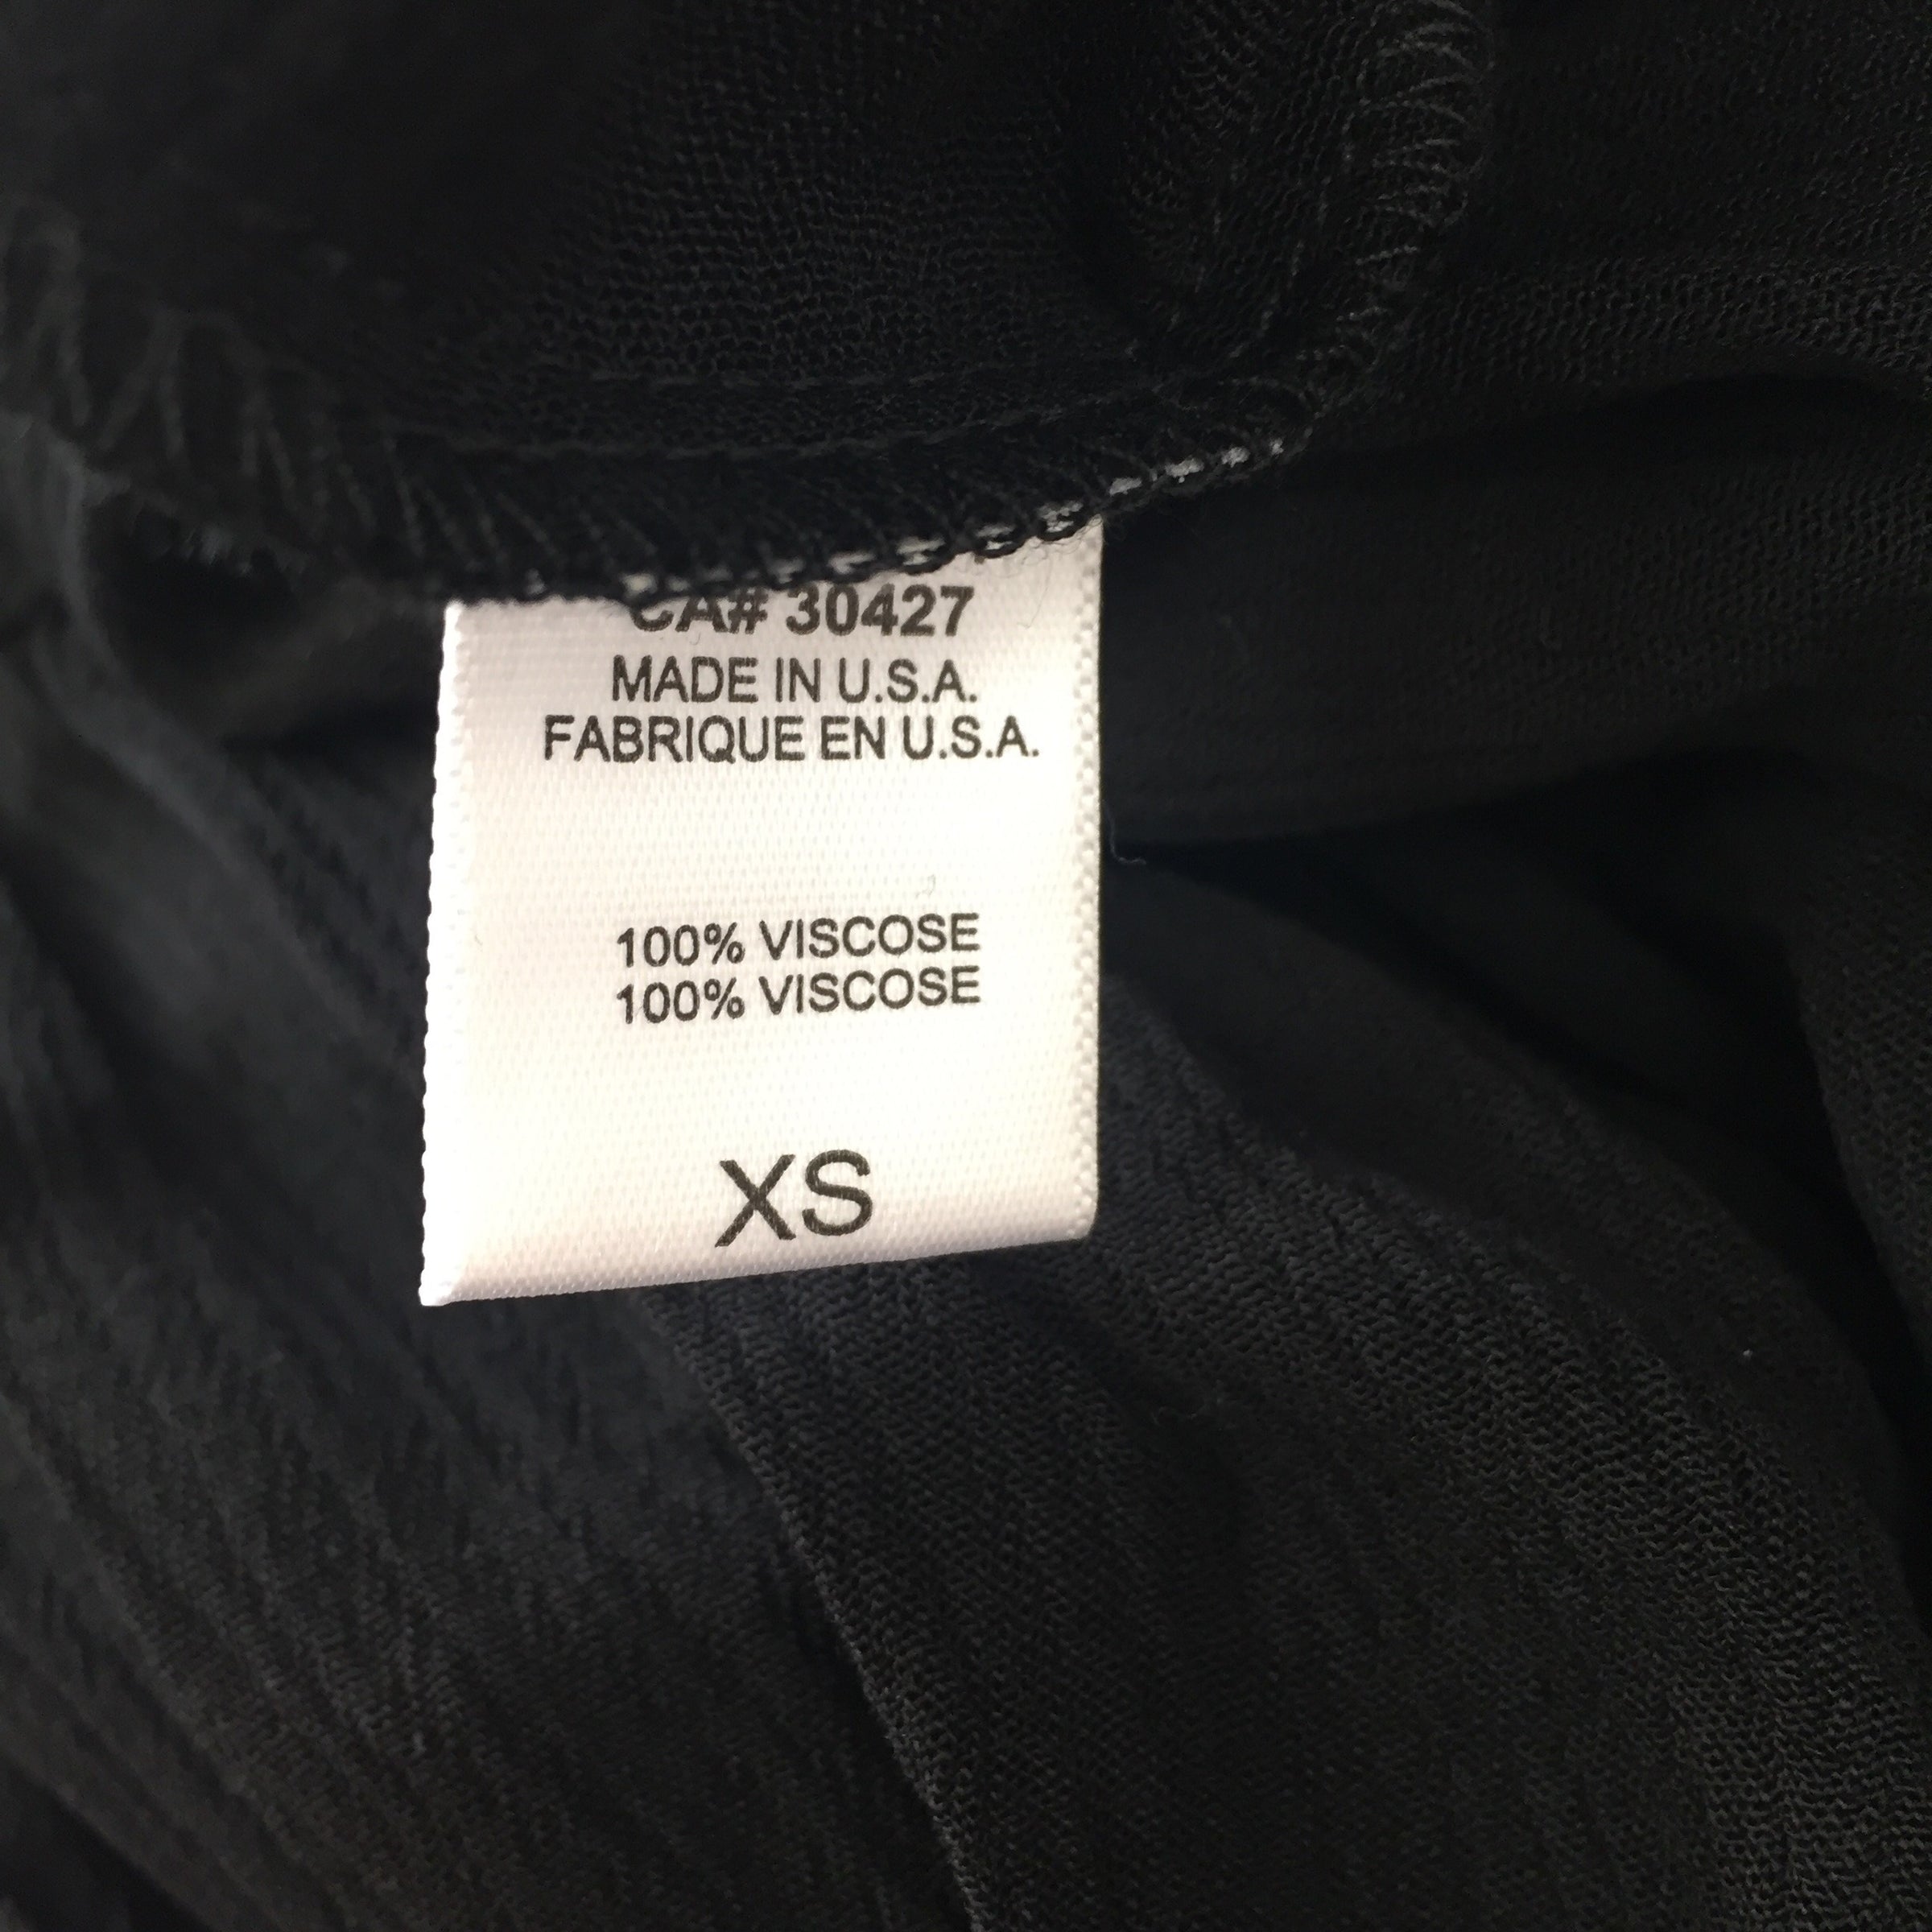 CA# 30427
MADE IN U.S.A.
FABRIQUE EN U.S.A.
100% VISCOSE
100% VISCOSE
XS